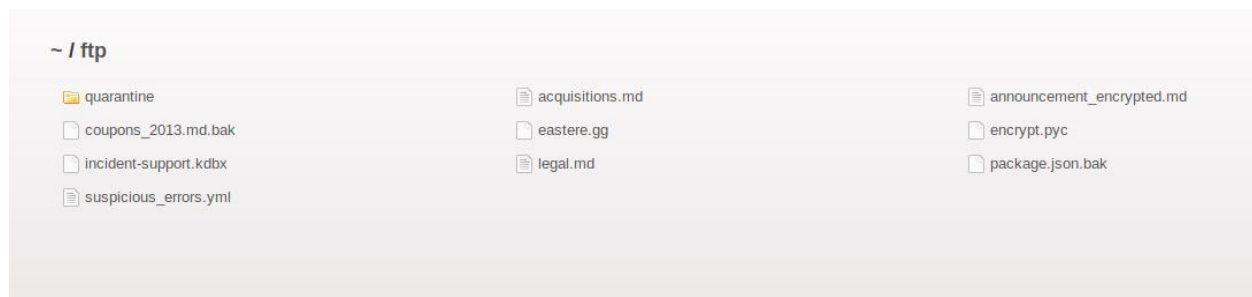 ~ / ftp
quarantine acquisitions.md announcement_encrypted.md
coupons_2013.md.bak eastere.gg encrypt.pyc
incident-support.kdbx legal.md package.json.bak
suspicious_errors.yml